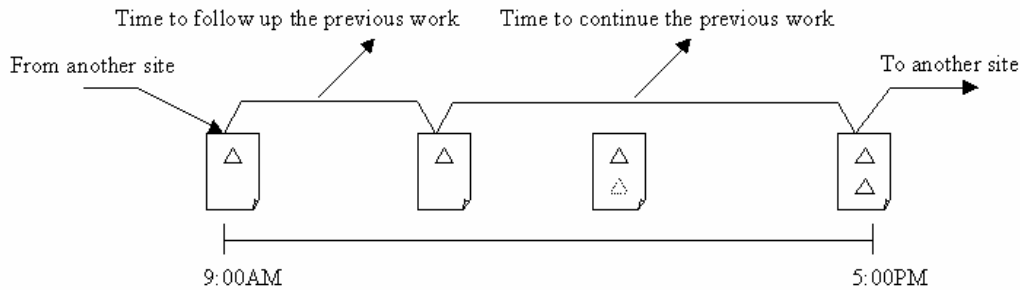 Time to follow up the previous work
Time to continue the previous work
From another site
To another site
9:00AM
5:00PM